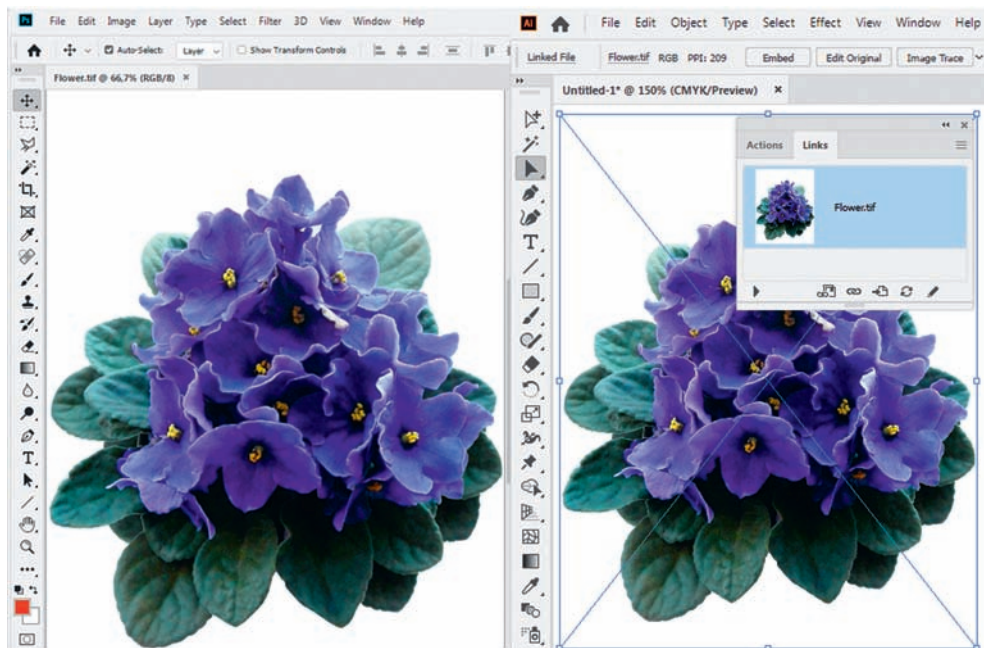 Ps File Edit Image Layer Type Select Filter 3D View Window Help
Auto-Select: Layer Show Transform Controls
Flower.tif @ 66,7% (RGB/8) ×
T
Ai File Edit Object Type Select Effect View Window Help
Linked File Flower.tif RGB PPI: 209 Embed Edit Original Image Trace
Untitled-1* @ 150% (CMYK/Preview) ×
Actions Links
Flower.tif
T